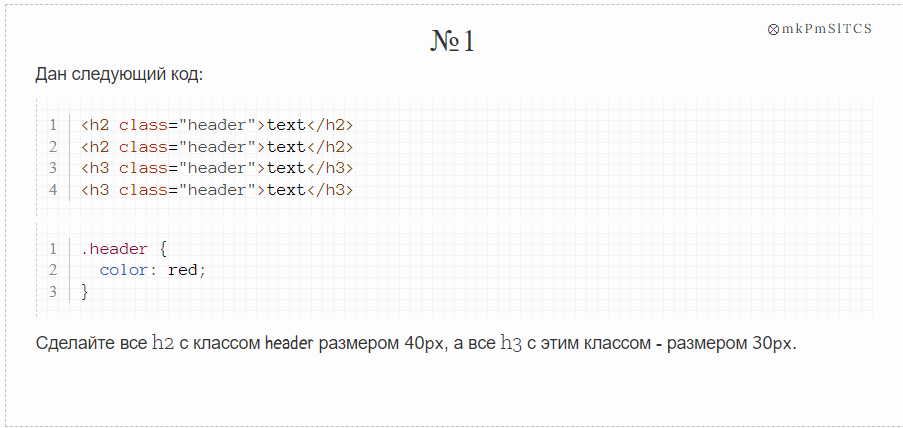 №1
⊗mkPmSlTCS
Дан следующий код:
1 <h2 class="header">text</h2>
2 <h2 class="header">text</h2>
3 <h3 class="header">text</h3>
4 <h3 class="header">text</h3>
1 .header {
2   color: red;
3 }
Сделайте все h2 с классом header размером 40px, а все h3 с этим классом - размером 30px.